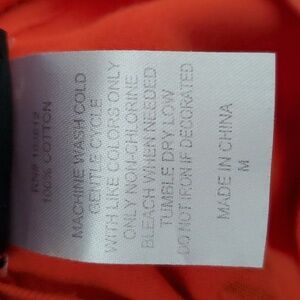 100% COTTON
MACHINE WASH COLD
GENTLE CYCLE
WITH LIKE COLORS ONLY
ONLY NON-CHLORINE
BLEACH WHEN NEEDED
TUMBLE DRY LOW
DO NOT IRON IF DECORATED
MADE IN CHINA
M